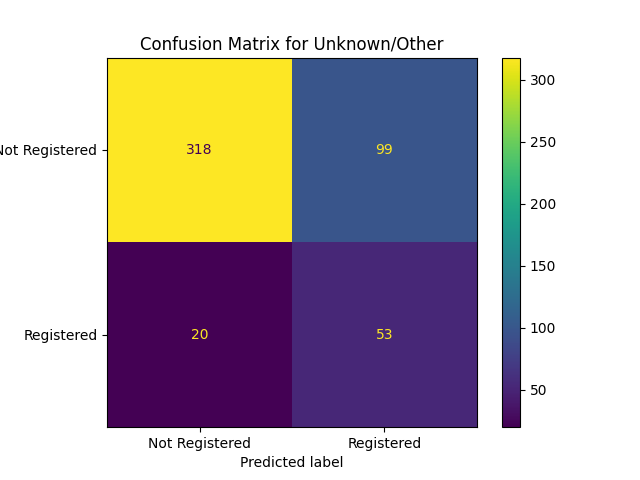 Confusion Matrix for Unknown/Other
Not Registered
318
99
Registered
20
53
Not Registered
Registered
Predicted label
300
250
200
150
100
50